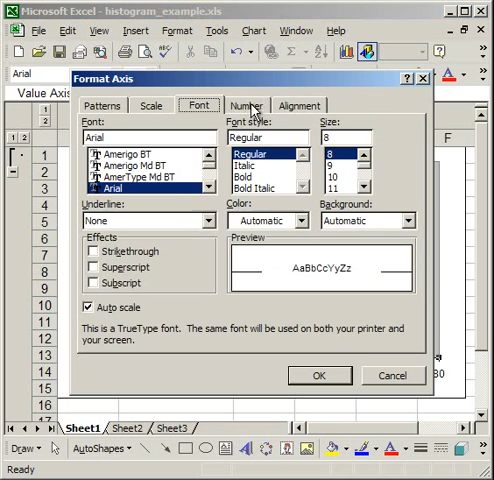 Microsoft Excel - histogram_example.xls
File Edit View Insert Format Tools Chart Window Help
Arial
Value Axis
Format Axis
Patterns Scale Font Number Alignment
Font: Font style: Size:
Arial Regular 8
Amerigo BT Regular 8
Amerigo Md BT Italic 9
AmerType Md BT Bold 10
Arial Bold Italic 11
Underline: Color: Background:
None Automatic Automatic
Effects Preview
Strikethrough
Superscript AaBbCcYyZz
Subscript
Auto scale
This is a TrueType font. The same font will be used on both your printer and
your screen.
OK Cancel
F
1
2
1 2
1
2
3
4
5
6
7
8
9
10
11
12
13
14 30
15
16
Sheet1 Sheet2 Sheet3
Draw AutoShapes
Ready